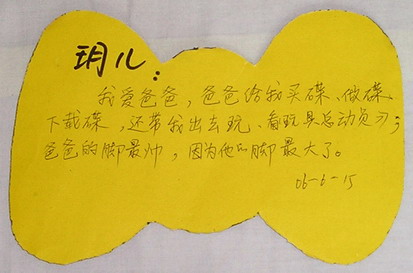 玥儿：
我爱爸爸，爸爸给我买碟、做碟、
下载碟，还带我出去玩、看玩具总动员3；
爸爸的脚最帅，因为他的脚最大了。
06-6-15